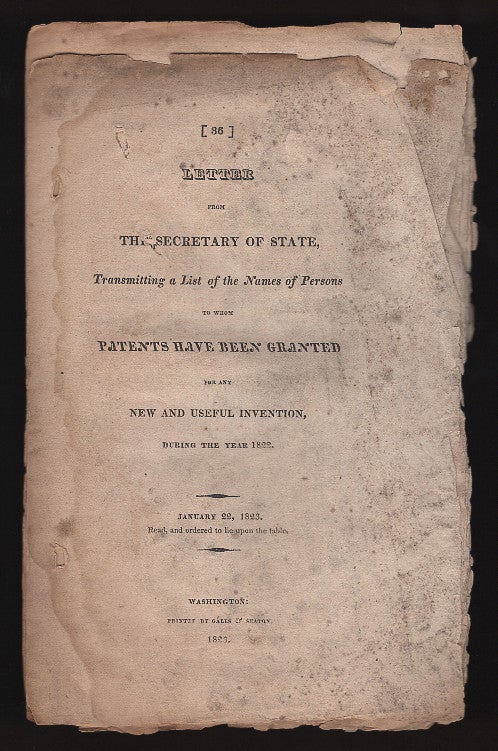 [ 36 ]
LETTER
FROM
THE SECRETARY OF STATE,
Transmitting a List of the Names of Persons
TO WHOM
PATENTS HAVE BEEN GRANTED
FOR ANY
NEW AND USEFUL INVENTION,
DURING THE YEAR 1822.
JANUARY 22, 1823.
Read, and ordered to lie upon the table.
WASHINGTON:
PRINTED BY GALES & SEATON.
1823.